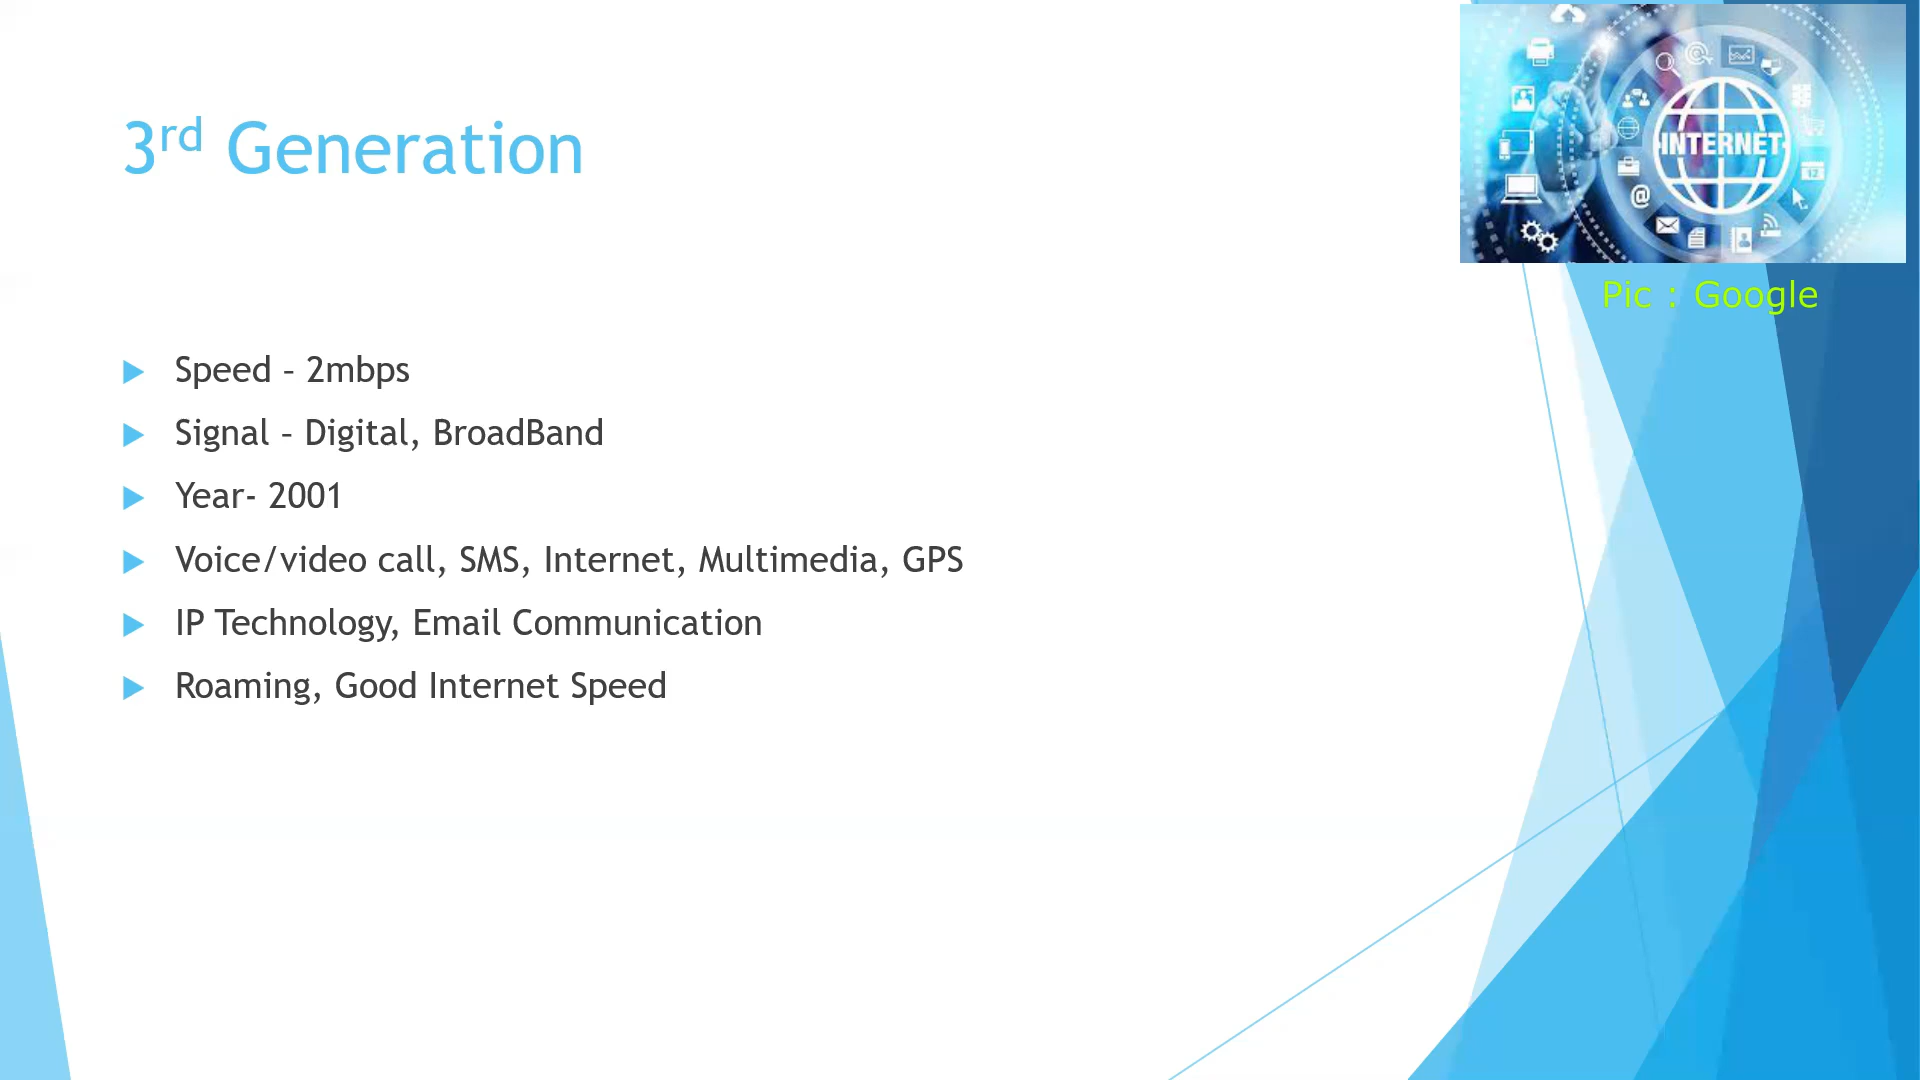 3rd Generation
INTERNET
Pic : Google
Speed – 2mbps
Signal – Digital, BroadBand
Year- 2001
Voice/video call, SMS, Internet, Multimedia, GPS
IP Technology, Email Communication
Roaming, Good Internet Speed